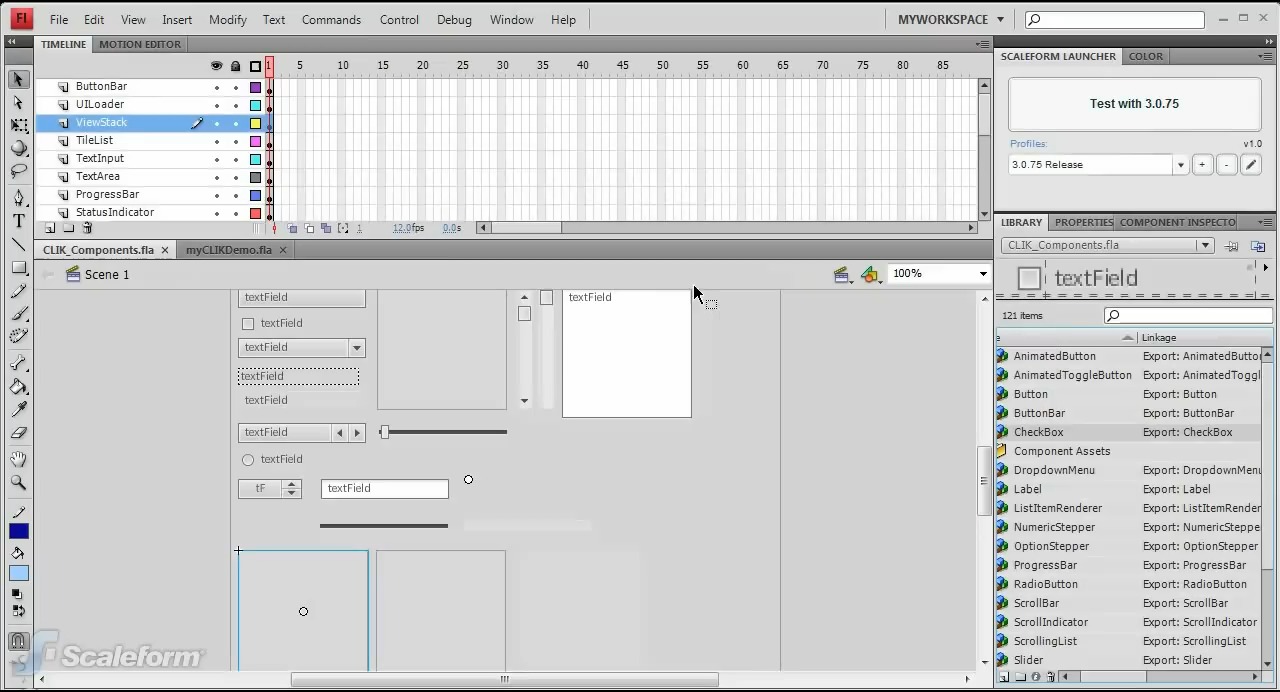 Fl File Edit View Insert Modify Text Commands Control Debug Window Help MYWORKSPACE
TIMELINE MOTION EDITOR
1 5 10 15 20 25 30 35 40 45 50 55 60 65 70 75 80 85
ButtonBar
UILoader
ViewStack
TileList
TextInput
TextArea
ProgressBar
StatusIndicator
1 12.0fps 0.0s
CLIK_Components.fla myCLIKDemo.fla
Scene 1 100%
textField textField
textField
textField
textField
textField
textField
textField
tF textField
Scaleform
SCALEFORM LAUNCHER COLOR
Test with 3.0.75
Profiles: v1.0
3.0.75 Release + -
LIBRARY PROPERTIES COMPONENT INSPECTO
CLIK_Components.fla
textField
121 items
e Linkage
AnimatedButton Export: AnimatedButto
AnimatedToggleButton Export: AnimatedToggl
Button Export: Button
ButtonBar Export: ButtonBar
CheckBox Export: CheckBox
Component Assets
DropdownMenu Export: DropdownMenu
Label Export: Label
ListItemRenderer Export: ListItemRender
NumericStepper Export: NumericSteppe
OptionStepper Export: OptionStepper
ProgressBar Export: ProgressBar
RadioButton Export: RadioButton
ScrollBar Export: ScrollBar
ScrollIndicator Export: ScrollIndicator
ScrollingList Export: ScrollingList
Slider Export: Slider